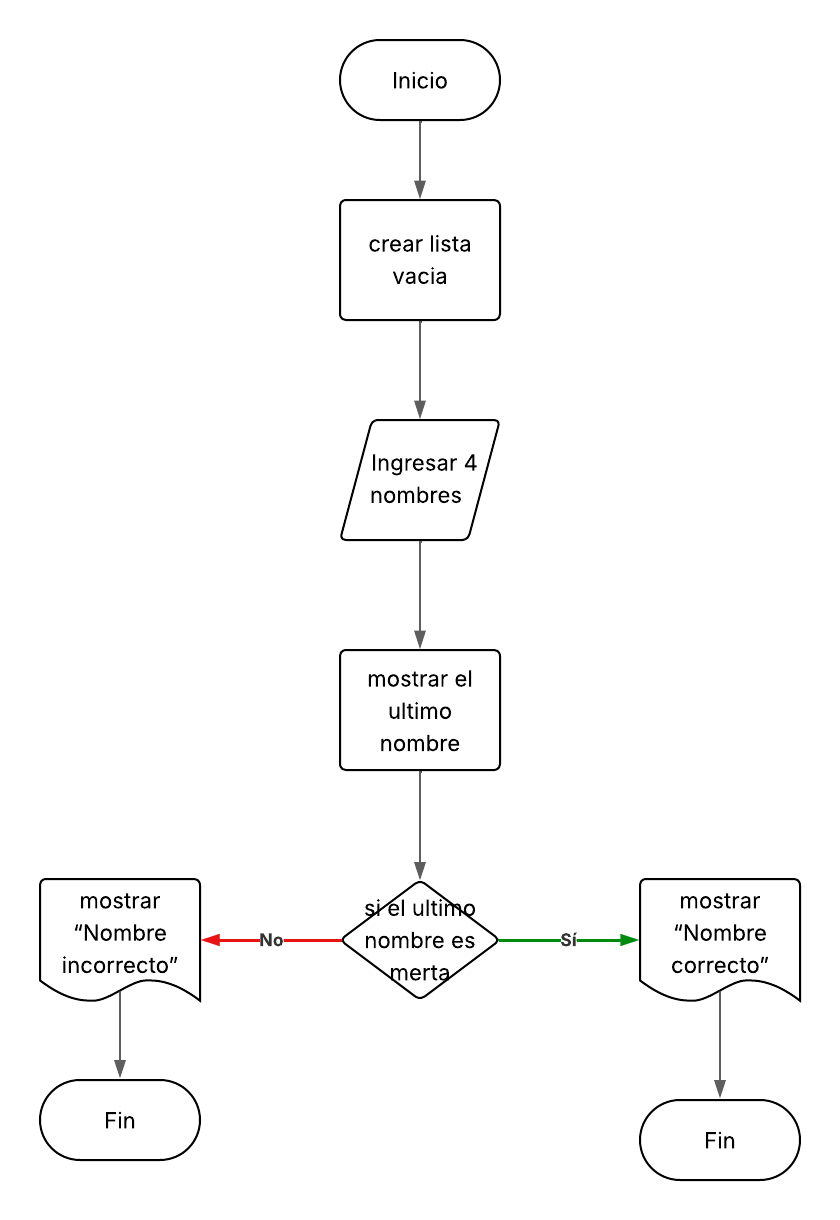 Inicio
crear lista
vacia
Ingresar 4
nombres
mostrar el
ultimo
nombre
si el ultimo
nombre es
merta
No
Sí
mostrar
“Nombre
incorrecto”
mostrar
“Nombre
correcto”
Fin
Fin